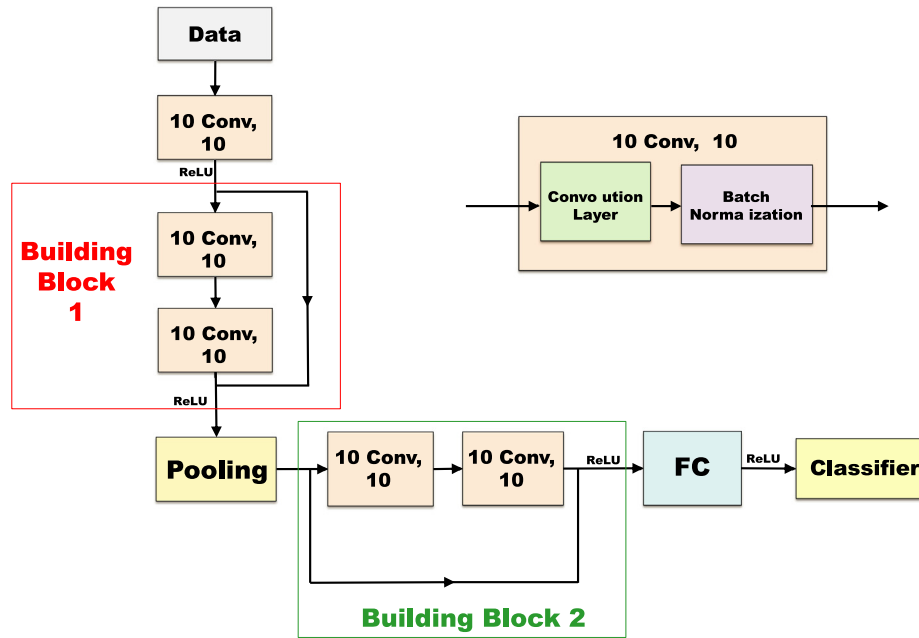 Data
10 Conv,
10
ReLU
Building
Block
1
10 Conv,
10
10 Conv,
10
ReLU
10 Conv, 10
Convo ution
Layer
Batch
Norma ization
Pooling
10 Conv,
10
10 Conv,
10
ReLU
FC
ReLU
Classifier
Building Block 2